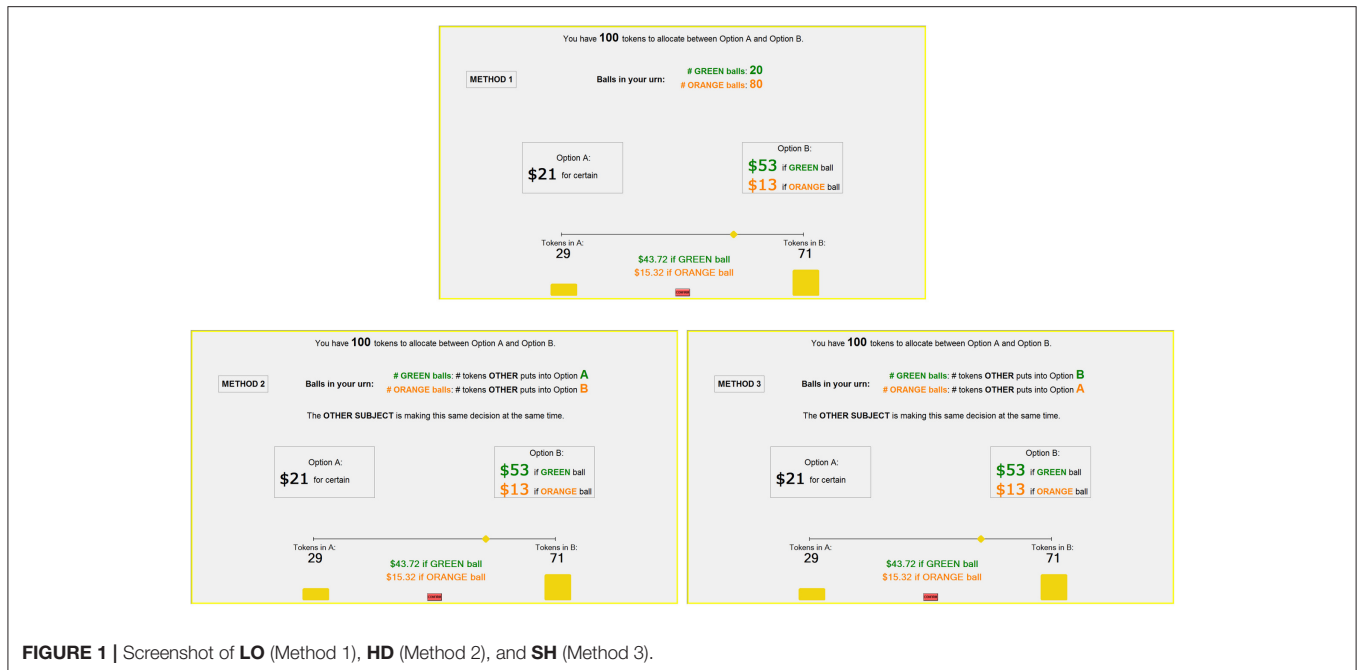 You have 100 tokens to allocate between Option A and Option B.
METHOD 1
Balls in your urn:
# GREEN balls: 20
# ORANGE balls: 80
Option A:
$21 for certain
Option B:
$53 if GREEN ball
$13 if ORANGE ball
Tokens in A:
29
Tokens in B:
71
$43.72 if GREEN ball
$15.32 if ORANGE ball
You have 100 tokens to allocate between Option A and Option B.
METHOD 2
Balls in your urn:
# GREEN balls: # tokens OTHER puts into Option A
# ORANGE balls: # tokens OTHER puts into Option B
The OTHER SUBJECT is making this same decision at the same time.
Option A:
$21 for certain
Option B:
$53 if GREEN ball
$13 if ORANGE ball
Tokens in A:
29
Tokens in B:
71
$43.72 if GREEN ball
$15.32 if ORANGE ball
You have 100 tokens to allocate between Option A and Option B.
METHOD 3
Balls in your urn:
# GREEN balls: # tokens OTHER puts into Option B
# ORANGE balls: # tokens OTHER puts into Option A
The OTHER SUBJECT is making this same decision at the same time.
Option A:
$21 for certain
Option B:
$53 if GREEN ball
$13 if ORANGE ball
Tokens in A:
29
Tokens in B:
71
$43.72 if GREEN ball
$15.32 if ORANGE ball
FIGURE 1 | Screenshot of LO (Method 1), HD (Method 2), and SH (Method 3).